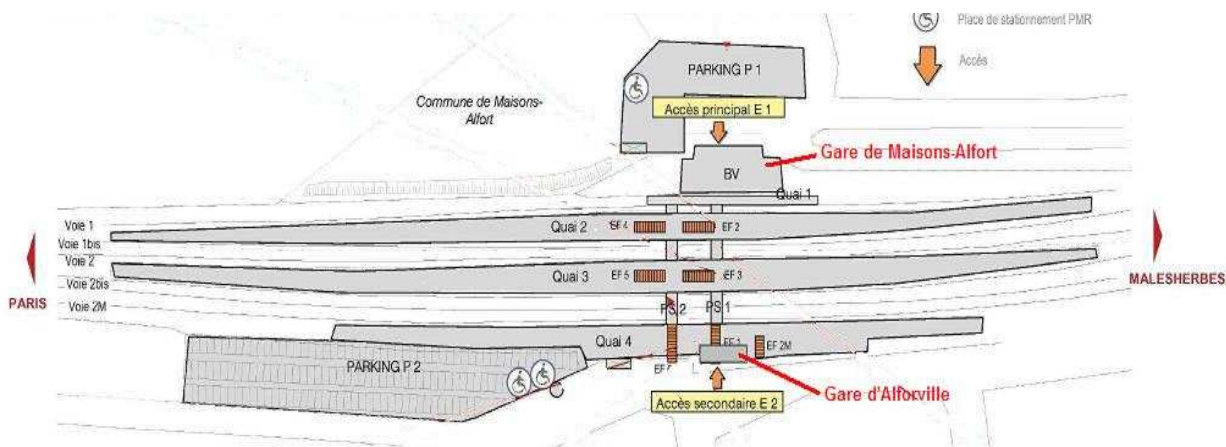 Place de stationnement PMR
Accès
PARKING P 1
Commune de Maisons-
Alfort
Accès principal E 1
Gare de Maisons-Alfort
BV
Quai 1
Voie 1
Quai 2
EF 4
EF 2
Voie 1bis
Voie 2
Quai 3
EF 5
EF 3
Voie 2bis
PARIS
MALESHERBES
Voie 2M
PS 2
PS 1
Quai 4
EF 1
EF 2M
PARKING P 2
EF
Gare d'Alforville
Accès secondaire E 2